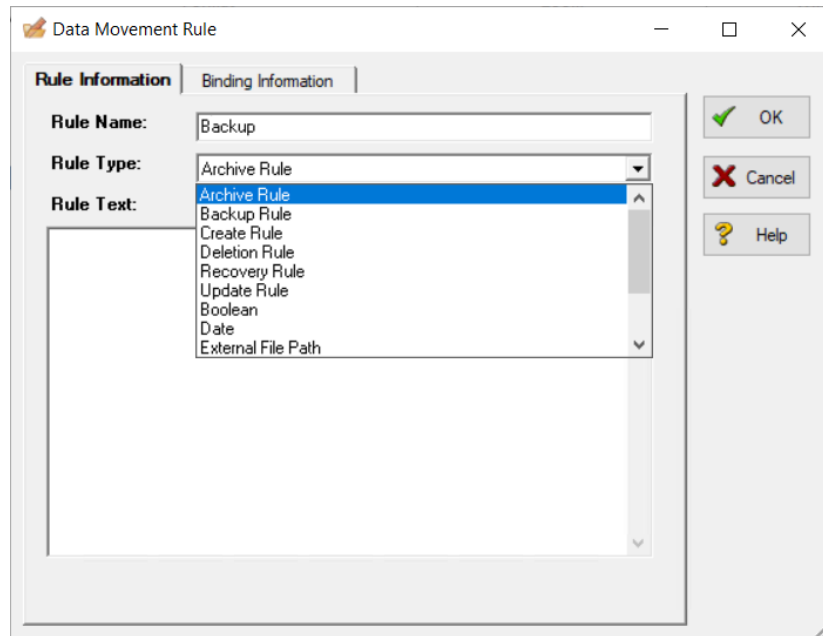 Data Movement Rule
Rule Information
Binding Information
Rule Name:
Backup
Rule Type:
Archive Rule
Rule Text:
Archive Rule
Backup Rule
Create Rule
Deletion Rule
Recovery Rule
Update Rule
Boolean
Date
External File Path
OK
Cancel
Help